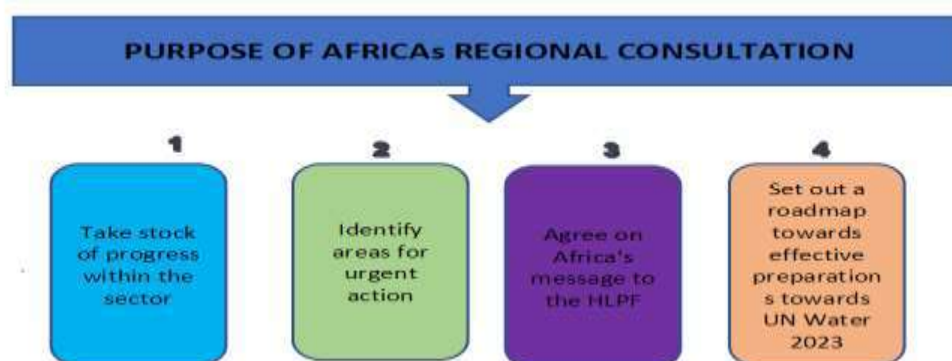 PURPOSE OF AFRICAs REGIONAL CONSULTATION
1
Take stock
of progress
within the
sector
2
Identify
areas for
urgent
action
3
Agree on
Africa's
message to
the HLPF
4
Set out a
roadmap
towards
effective
preparation
s towards
UN Water
2023